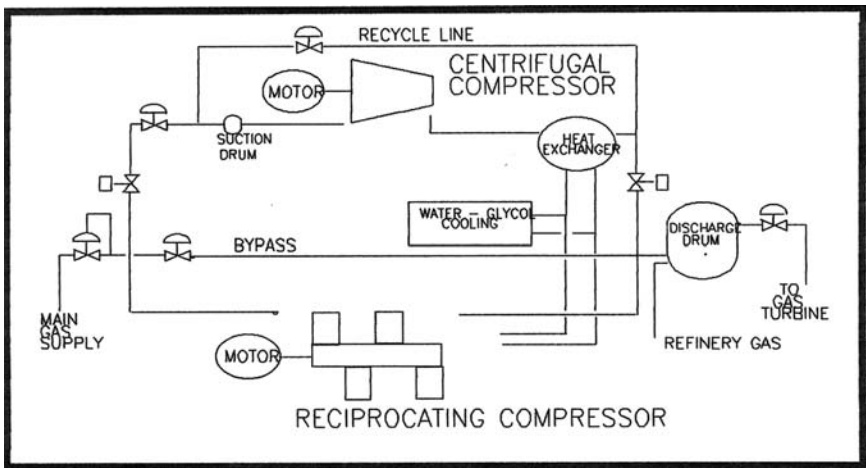 RECYCLE LINE
CENTRIFUGAL
COMPRESSOR
MOTOR
SUCTION
DRUM
HEAT
EXCHANGER
WATER – GLYCOL
COOLING
DISCHARGE
DRUM
BYPASS
MAIN
GAS
SUPPLY
TO
GAS
TURBINE
REFINERY GAS
MOTOR
RECIPROCATING COMPRESSOR